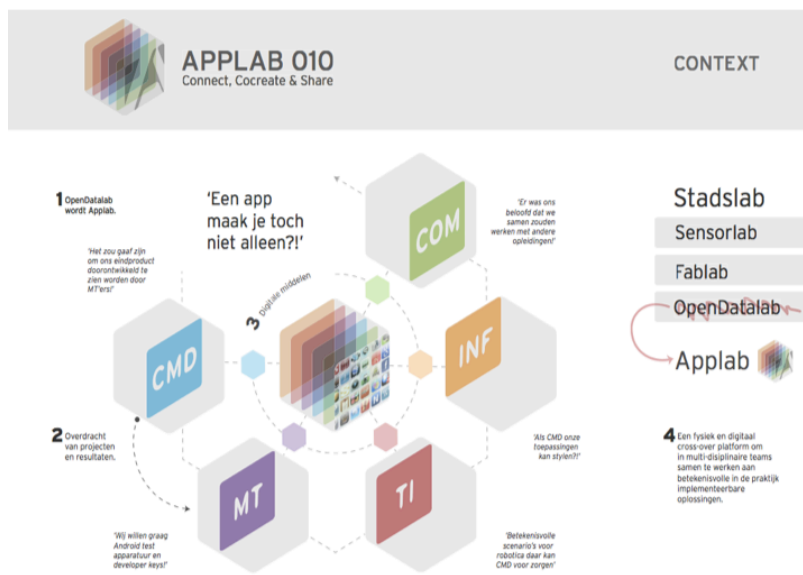 APPLAB 010
Connect, Cocreate & Share
CONTEXT
1 OpenDatalab
wordt Applab.
'Het zou gaaf zijn
om ons eindproduct
doorontwikkeld te
zien worden door
MT'ers!'
'Een app
maak je toch
niet alleen?!'
COM
'Er was ons
beloofd dat we
samen zouden
werken met andere
opleidingen!'
3 Digitale middelen
CMD
INF
2 Overdracht
van projecten
en resultaten.
MT
TI
'Als CMD onze
toepassingen
kan stylen?!'
'Wij willen graag
Android test
apparatuur en
developer keys!'
'Betekenisvolle
scenario's voor
robotica daar kan
CMD voor zorgen'
Stadslab
Sensorlab
Fablab
OpenDatalab
Applab
4 Een fysiek en digitaal
cross-over platform om
in multi-disiplinaire teams
samen te werken aan
betekenisvolle in de praktijk
implementeerbare
oplossingen.